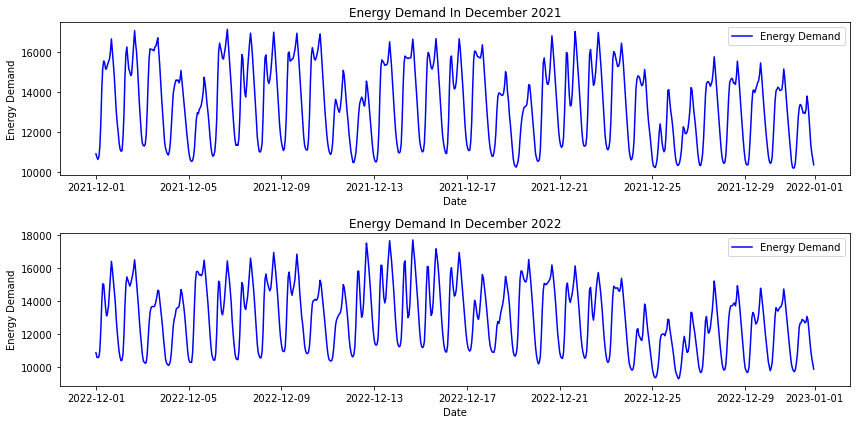 Energy Demand In December 2021
Energy Demand
16000
14000
12000
10000
Energy Demand
2021-12-01 2021-12-05 2021-12-09 2021-12-13 2021-12-17 2021-12-21 2021-12-25 2021-12-29 2022-01-01
Date
Energy Demand In December 2022
Energy Demand
18000
16000
14000
12000
10000
Energy Demand
2022-12-01 2022-12-05 2022-12-09 2022-12-13 2022-12-17 2022-12-21 2022-12-25 2022-12-29 2023-01-01
Date